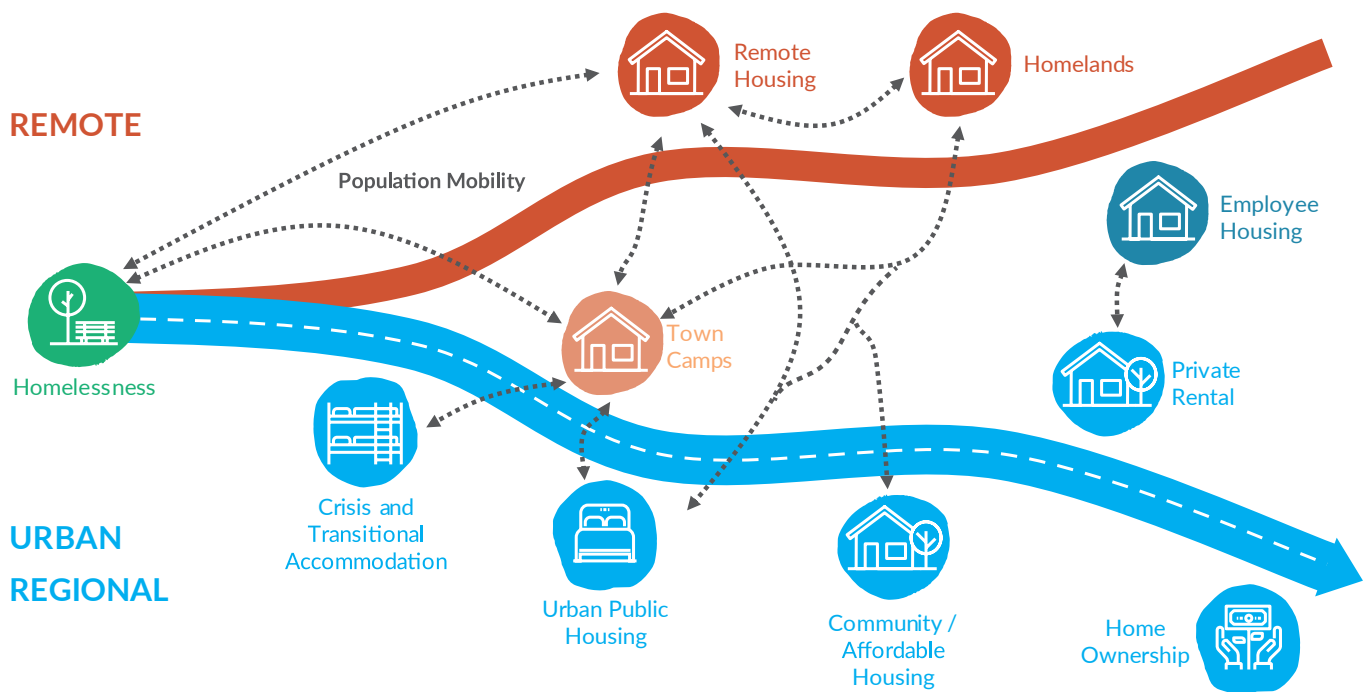 Remote
Housing
Homelands
REMOTE
Population Mobility
Employee
Housing
Town
Camps
Private
Rental
Homelessness
Crisis and
Transitional
Accommodation
URBAN
REGIONAL
Urban Public
Housing
Community /
Affordable
Housing
Home
Ownership